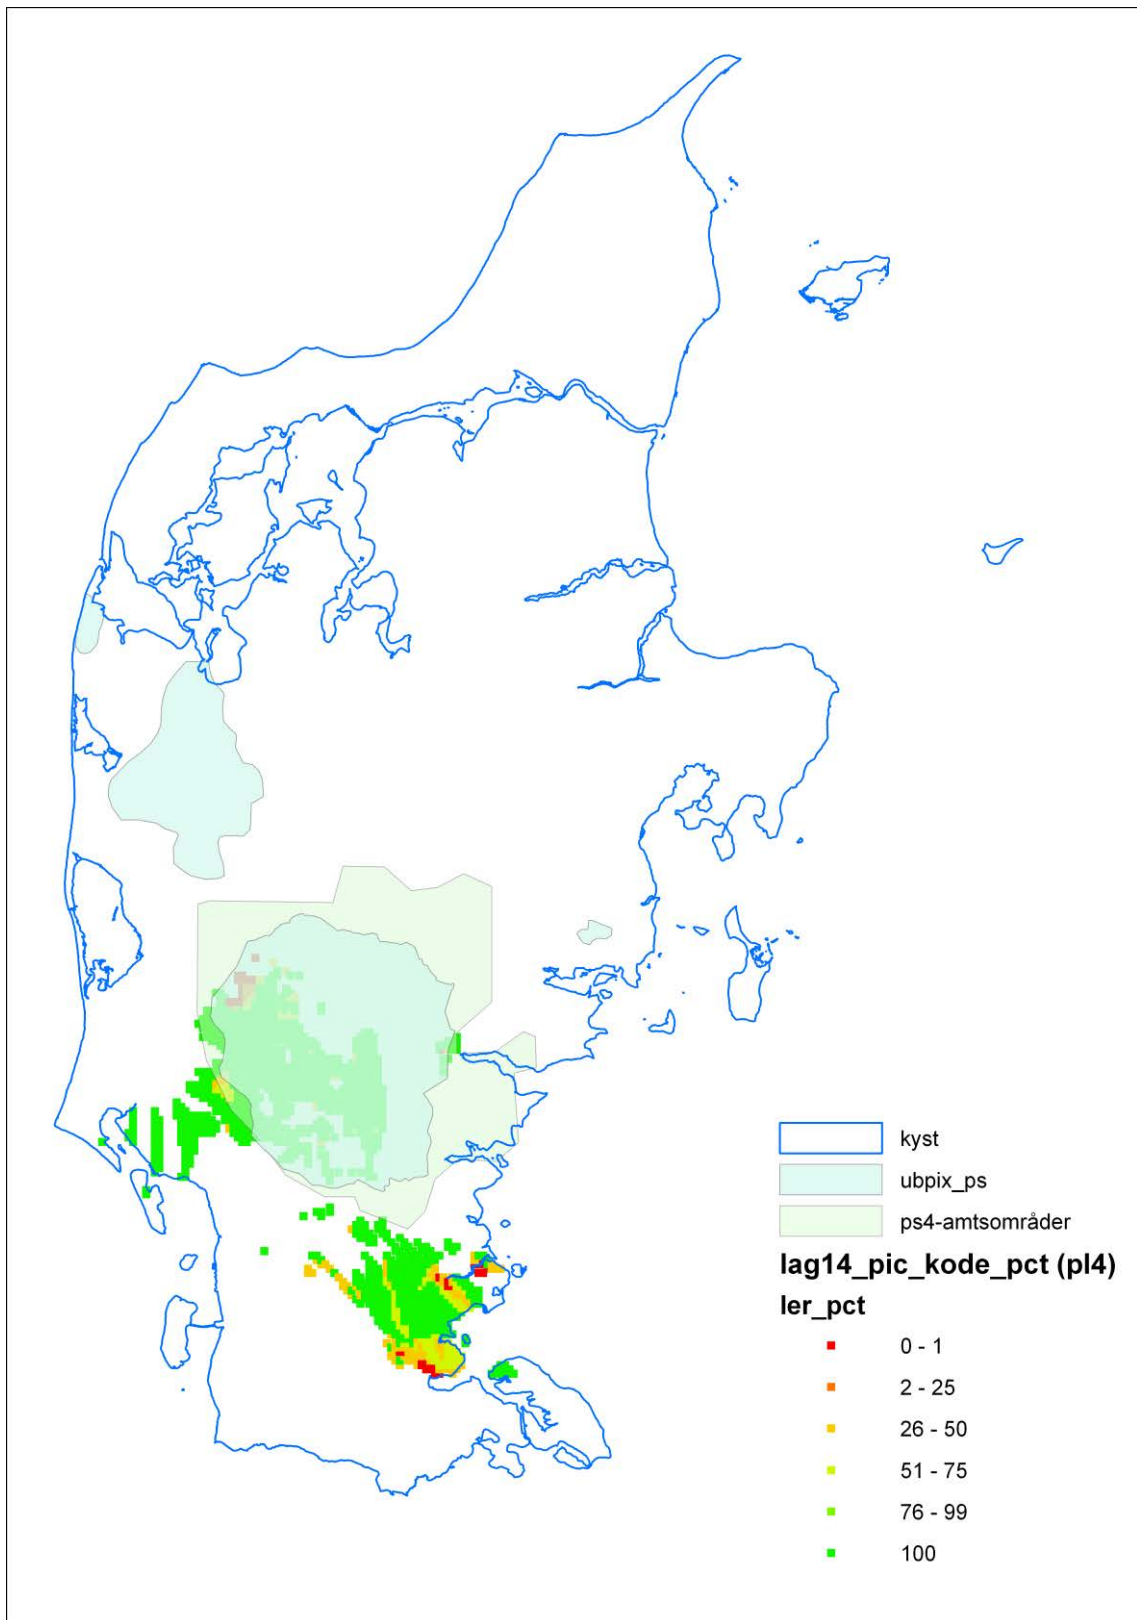 kyst
ubpix_ps
ps4-amtsområder
lag14_pic_kode_pct (pl4)
ler_pct
0 - 1
2 - 25
26 - 50
51 - 75
76 - 99
100